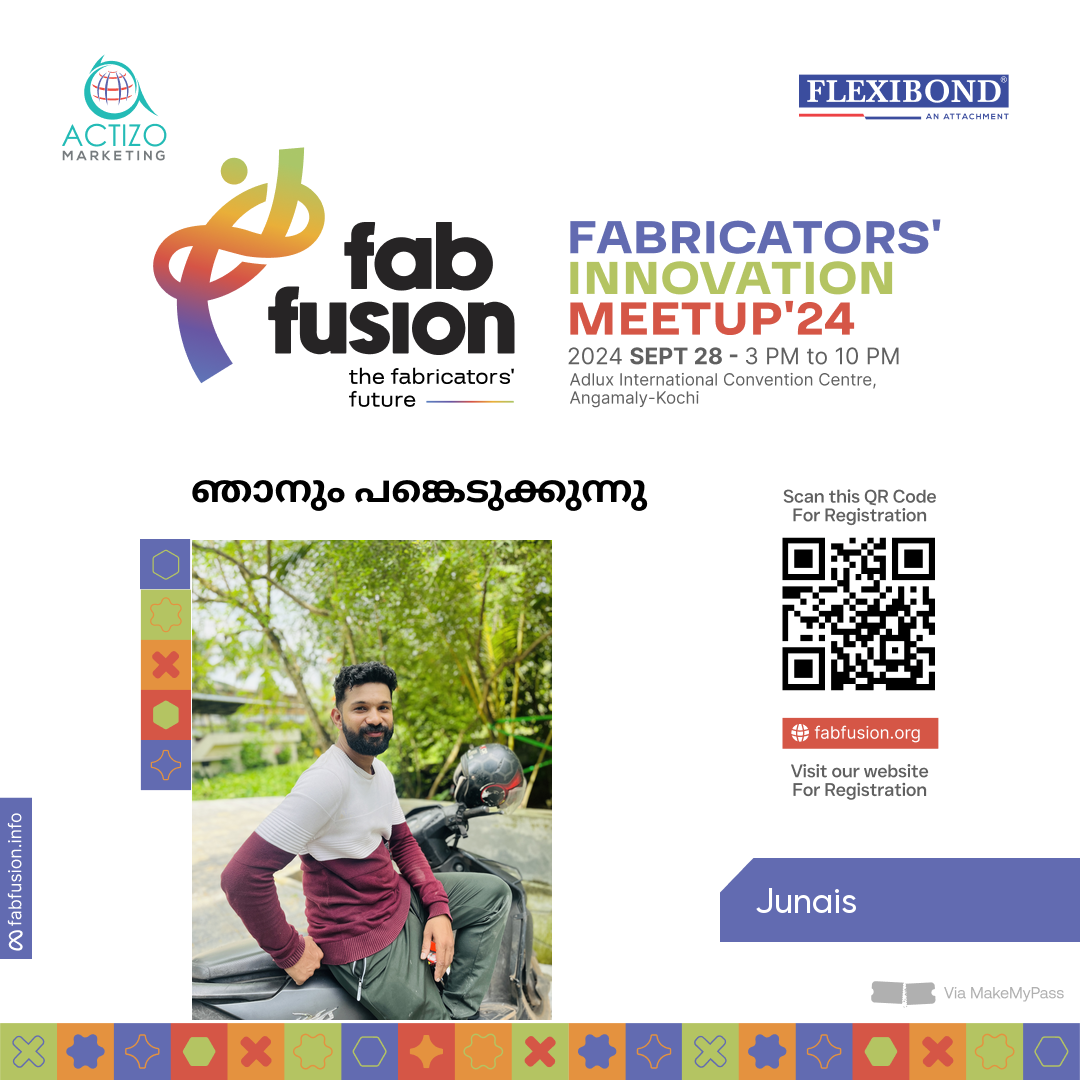 ACTIZO
MARKETING
FLEXIBOND®
AN ATTACHMENT
fab
fusion
the fabricators'
future
FABRICATORS'
INNOVATION
MEETUP'24
2024 SEPT 28 - 3 PM to 10 PM
Adlux International Convention Centre,
Angamaly-Kochi
ഞാനും പങ്കെടുക്കുന്നു
Scan this QR Code
For Registration
fabfusion.org
Visit our website
For Registration
fabfusion.info
Junais
Via MakeMyPass